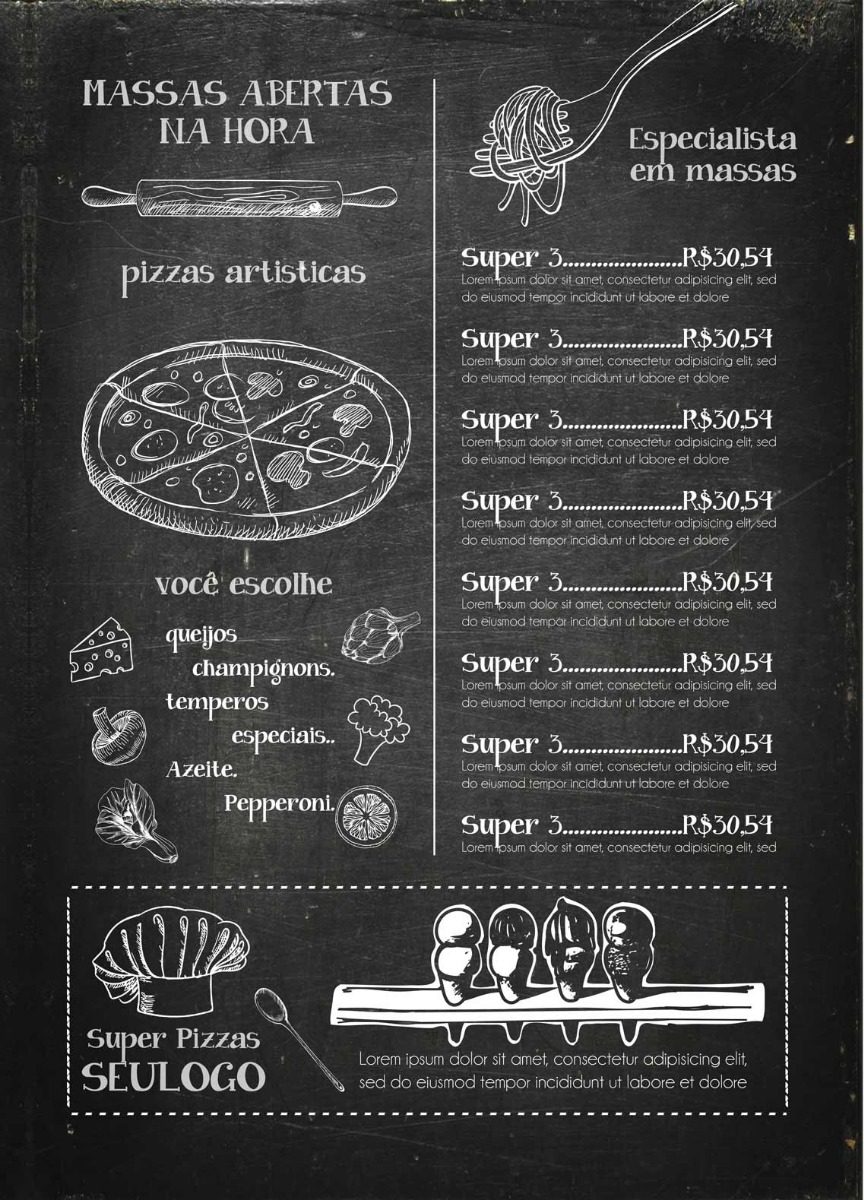 MASSAS ABERTAS
NA HORA
pizzas artisticas
você escolhe
queijos
champignons.
temperos
especiais..
Azeite.
Pepperoni.
Especialista
em massas
Super 3.....................R$30,54
Lorem ipsum dolor sit amet, consectetur adipisicing elit, sed
do eiusmod tempor incididunt ut labore et dolore
Super 3.....................R$30,54
Lorem ipsum dolor sit amet, consectetur adipisicing elit, sed
do eiusmod tempor incididunt ut labore et dolore
Super 3.....................R$30,54
Lorem ipsum dolor sit amet, consectetur adipisicing elit, sed
do eiusmod tempor incididunt ut labore et dolore
Super 3.....................R$30,54
Lorem ipsum dolor sit amet, consectetur adipisicing elit, sed
do eiusmod tempor incididunt ut labore et dolore
Super 3.....................R$30,54
Lorem ipsum dolor sit amet, consectetur adipisicing elit, sed
do eiusmod tempor incididunt ut labore et dolore
Super 3.....................R$30,54
Lorem ipsum dolor sit amet, consectetur adipisicing elit, sed
do eiusmod tempor incididunt ut labore et dolore
Super 3.....................R$30,54
Lorem ipsum dolor sit amet, consectetur adipisicing elit, sed
do eiusmod tempor incididunt ut labore et dolore
Super 3.....................R$30,54
Lorem ipsum dolor sit amet, consectetur adipisicing elit, sed
Super Pizzas
SEULOGO
Lorem ipsum dolor sit amet, consectetur adipisicing elit,
sed do eiusmod tempor incididunt ut labore et dolore